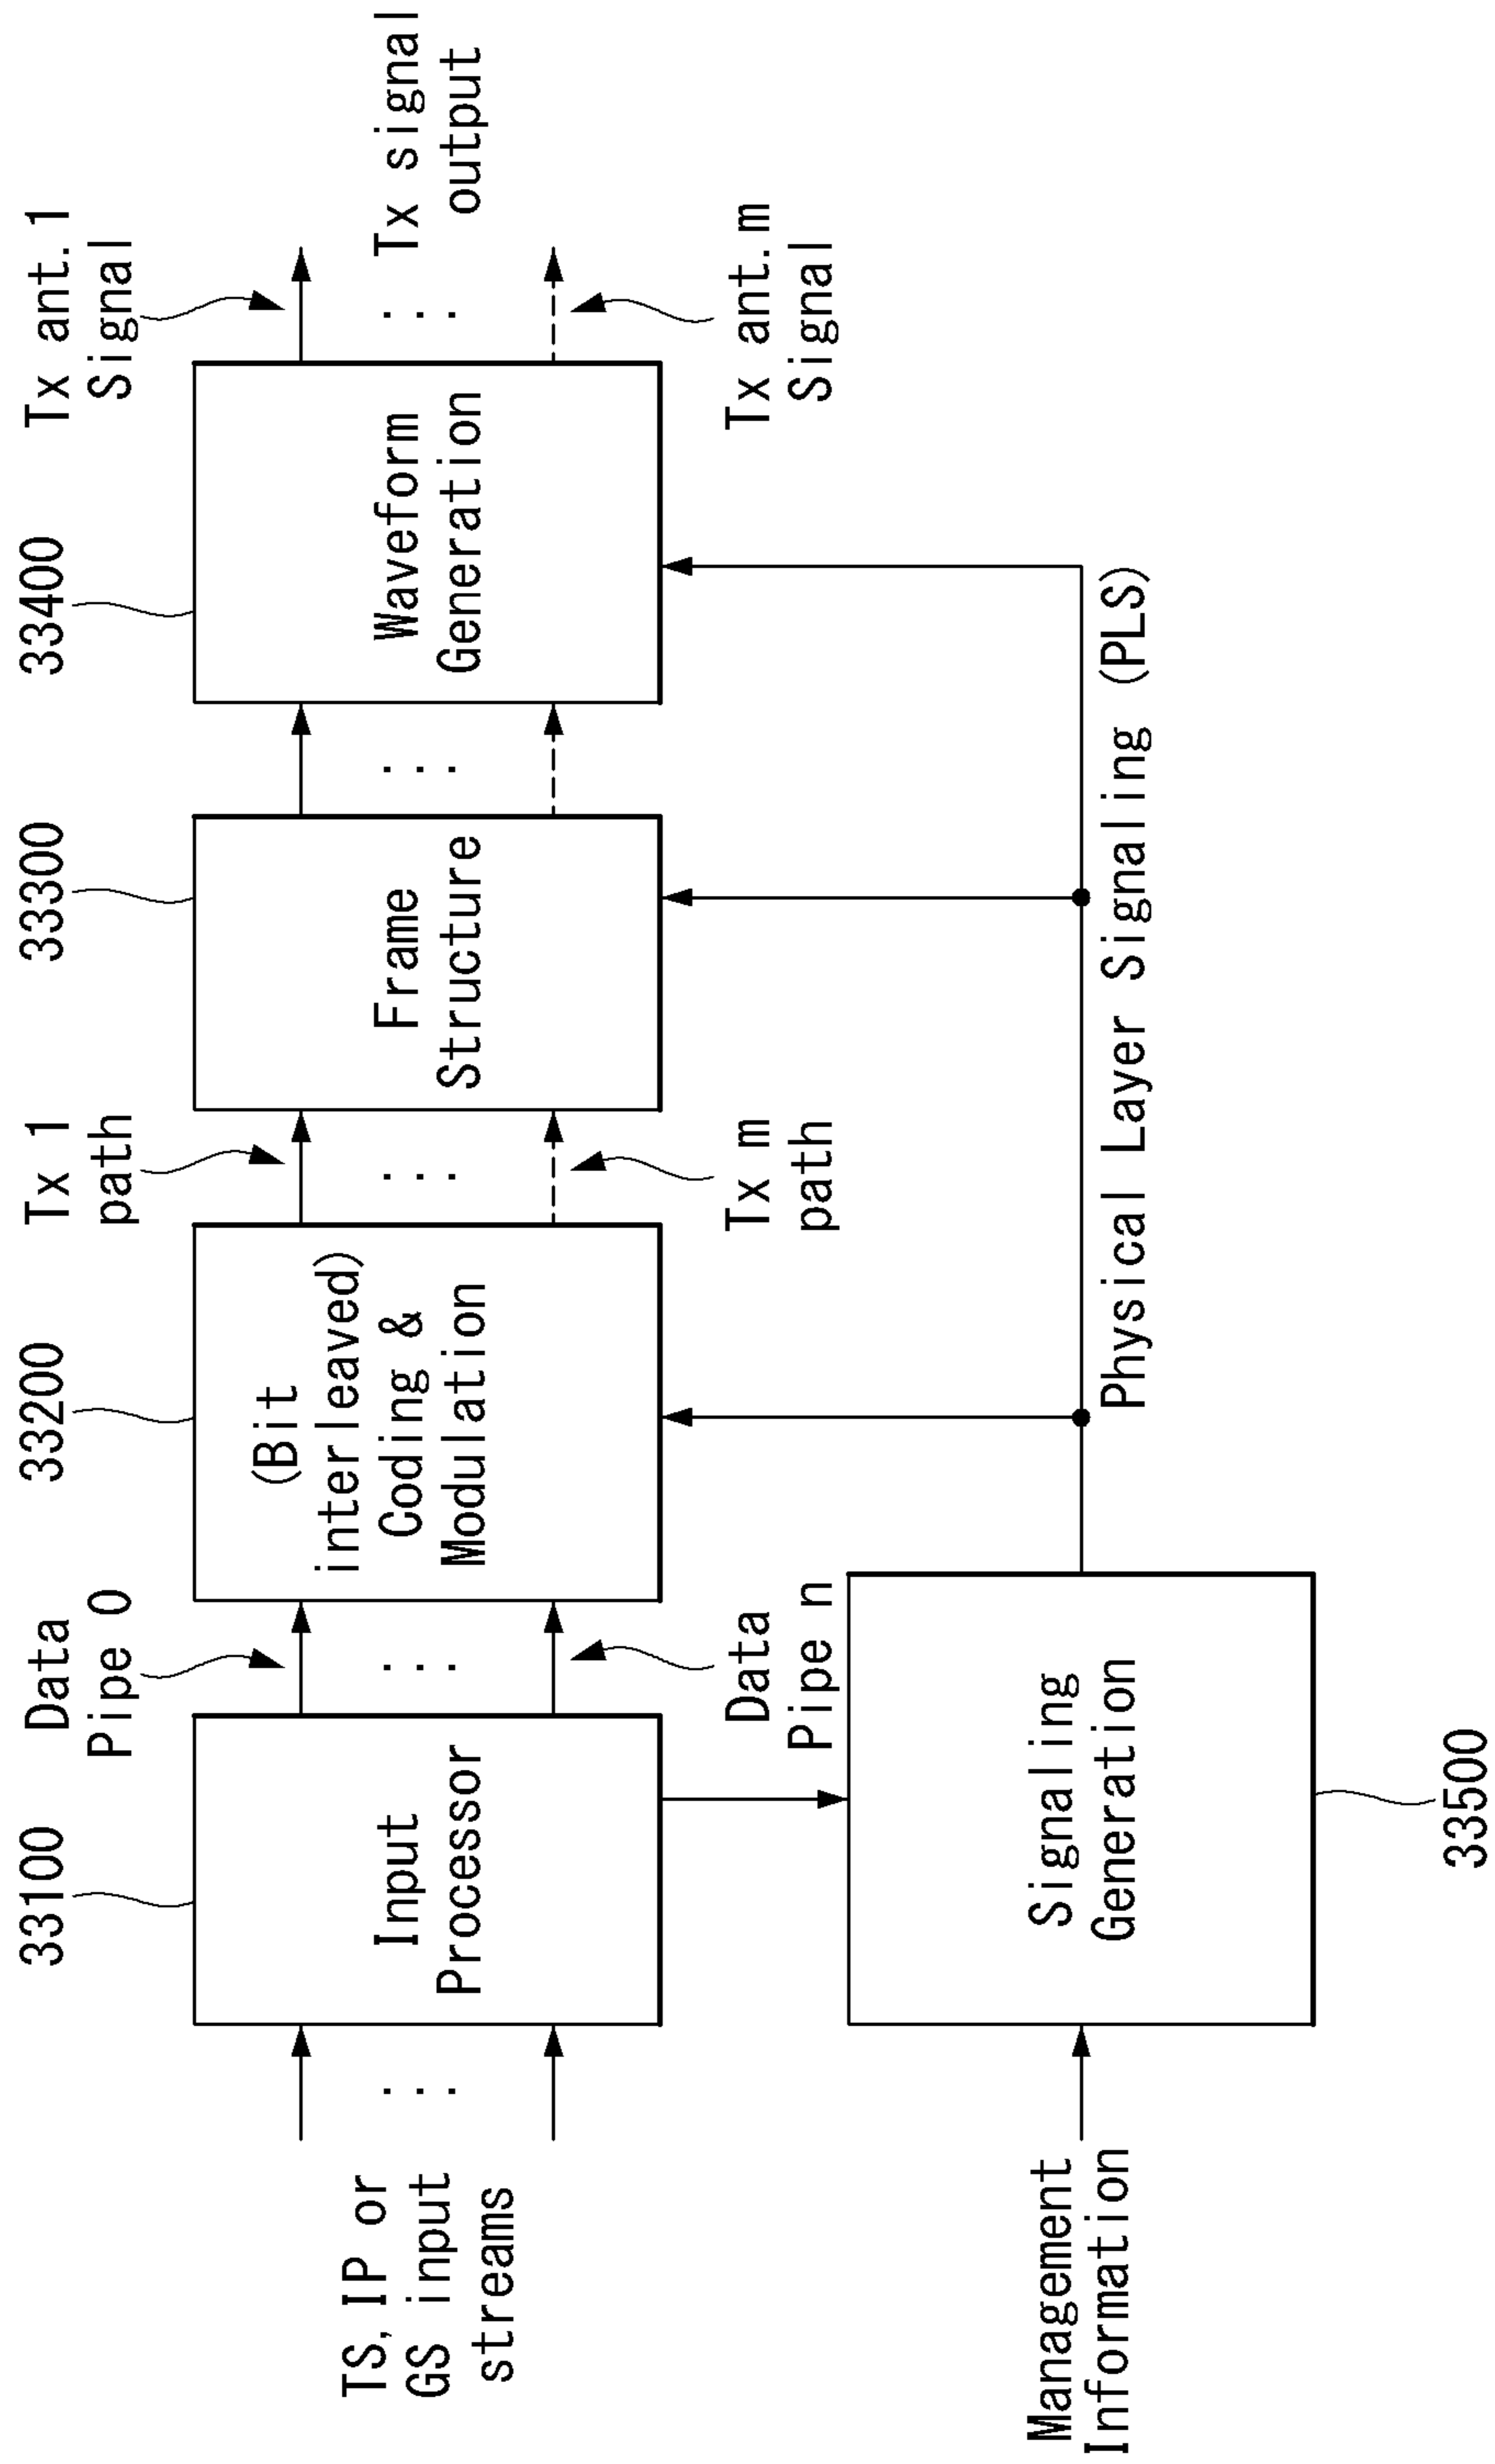 33100
33200
33300
33400
Data
Pipe 0
Tx 1
path
Tx ant.1
Signal
TS, IP or
GS input
streams
...
Input
Processor
...
(Bit
interleaved)
Coding &
Modulation
...
Frame
Structure
...
Waveform
Generation
...
Tx signal
output
Data
Pipe n
Tx m
path
Tx ant.m
Signal
Management
Information
Signaling
Generation
Physical Layer Signaling (PLS)
33500